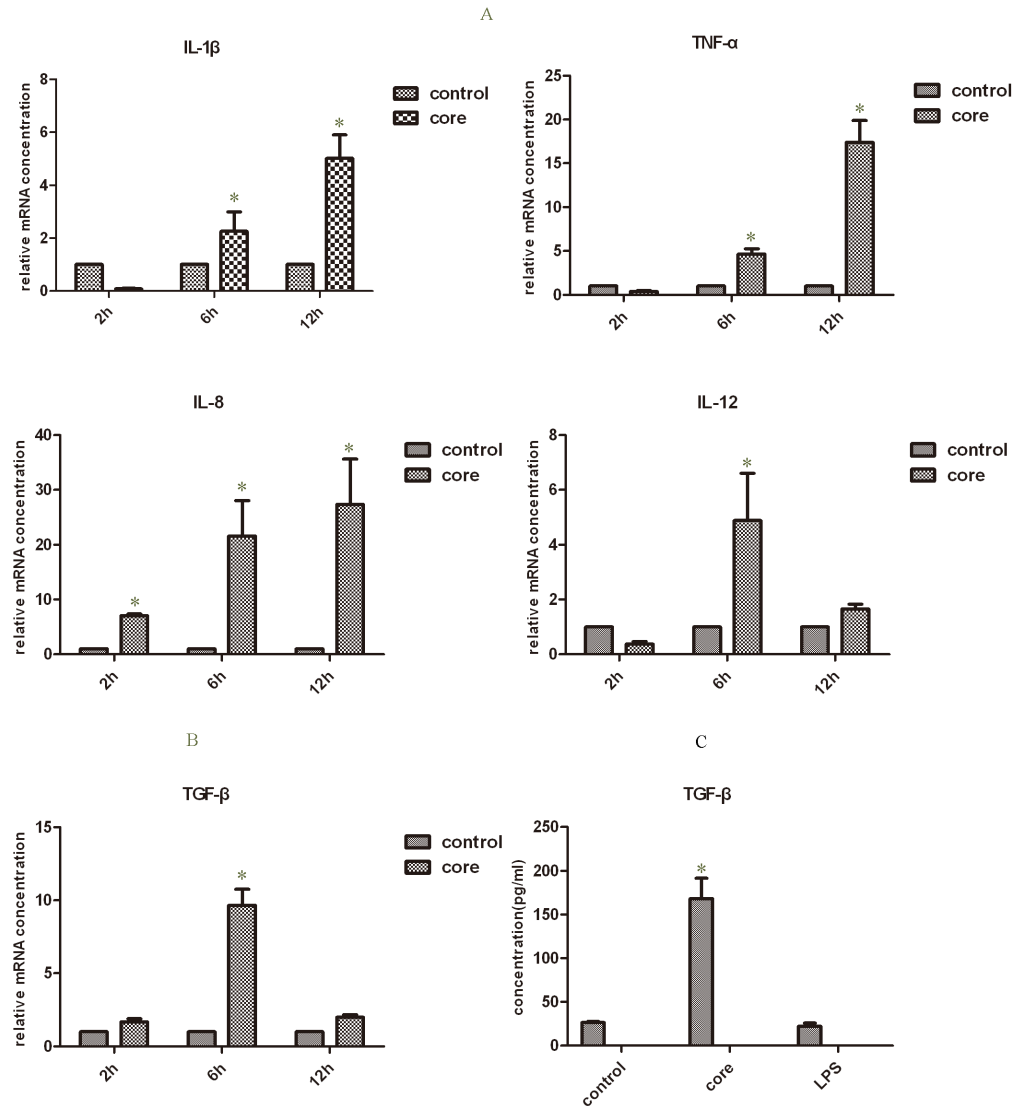 A
IL-1β
relative mRNA concentration
8
6
4
2
0
2h
6h
12h
*
*
control
core
TNF-α
relative mRNA concentration
25
20
15
10
5
0
2h
6h
12h
*
*
control
core
IL-8
relative mRNA concentration
40
30
20
10
0
2h
6h
12h
*
*
*
control
core
IL-12
relative mRNA concentration
8
6
4
2
0
2h
6h
12h
*
control
core
B
TGF-β
relative mRNA concentration
15
10
5
0
2h
6h
12h
*
control
core
C
TGF-β
concentration(pg/ml)
250
200
150
100
50
0
control
core
LPS
*